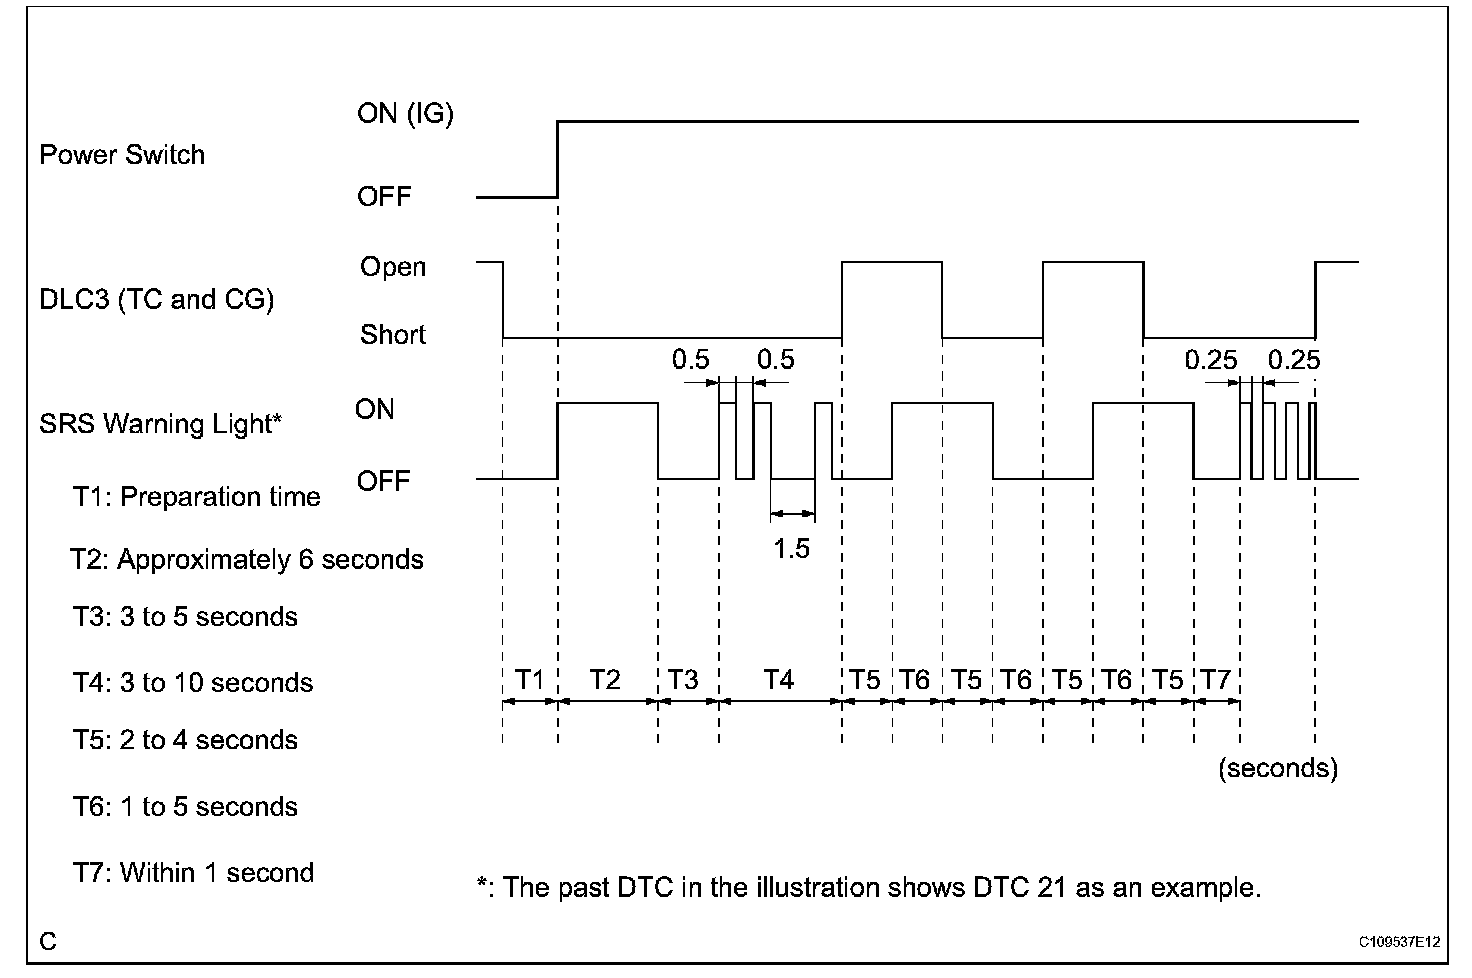 ON (IG)
Power Switch
OFF
Open
DLC3 (TC and CG)
Short
0.5 0.5 0.25 0.25
ON
SRS Warning Light*
OFF
T1: Preparation time
1.5
T2: Approximately 6 seconds
T3: 3 to 5 seconds
T1 T2 T3 T4 T5 T6 T5 T6 T5 T6 T5 T7
T4: 3 to 10 seconds
T5: 2 to 4 seconds
(seconds)
T6: 1 to 5 seconds
T7: Within 1 second
*: The past DTC in the illustration shows DTC 21 as an example.
C
C109537E12